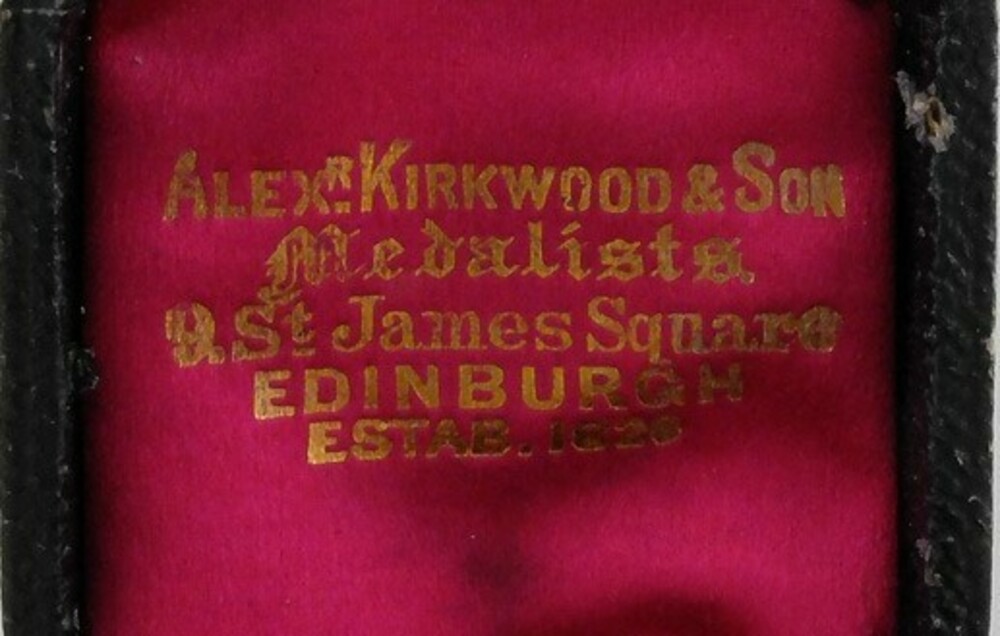 ALEXR. KIRKWOOD & SON
Medalists
9. St James Square
EDINBURGH
ESTAB. 1826